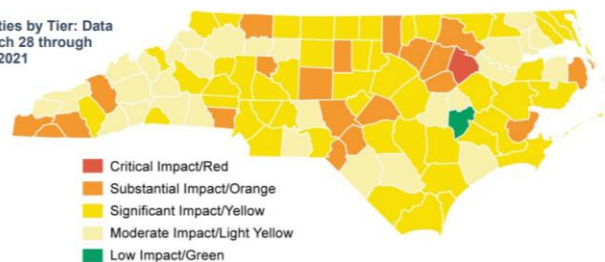 ties by Tier: Data
ch 28 through
2021
Critical Impact/Red
Substantial Impact/Orange
Significant Impact/Yellow
Moderate Impact/Light Yellow
Low Impact/Green